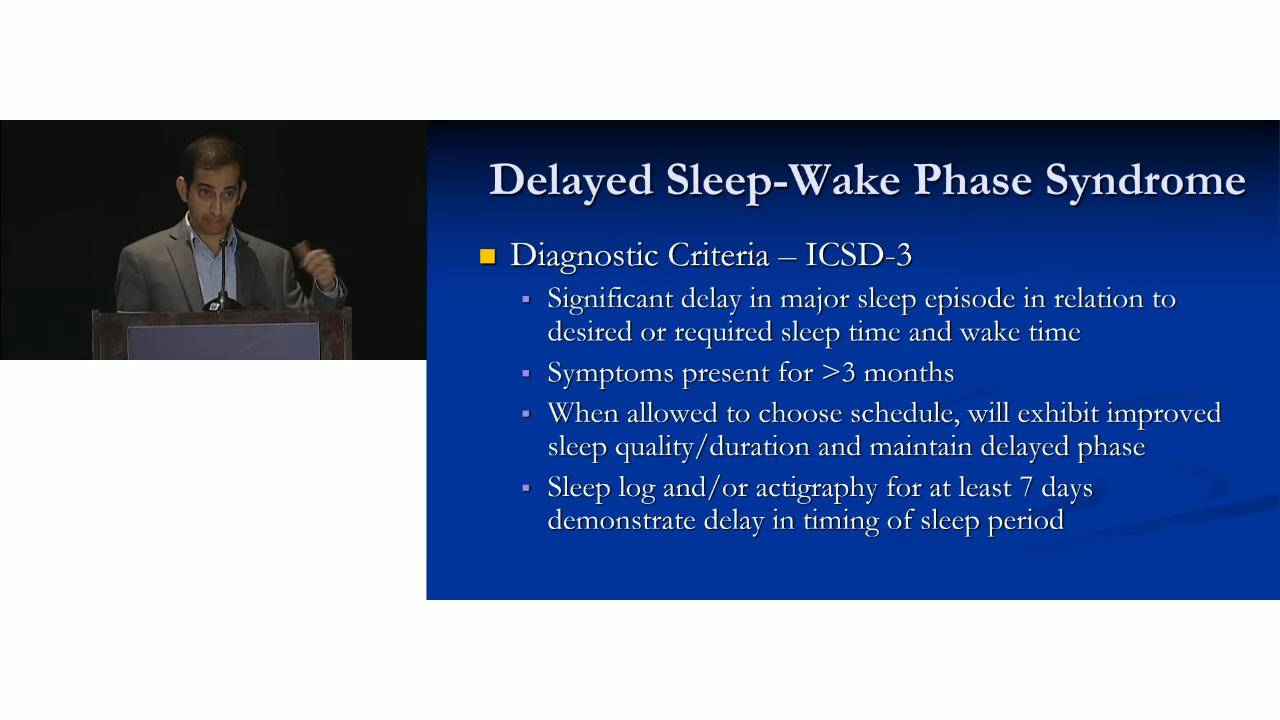 Delayed Sleep-Wake Phase Syndrome
Diagnostic Criteria – ICSD-3
Significant delay in major sleep episode in relation to
desired or required sleep time and wake time
Symptoms present for >3 months
When allowed to choose schedule, will exhibit improved
sleep quality/duration and maintain delayed phase
Sleep log and/or actigraphy for at least 7 days
demonstrate delay in timing of sleep period